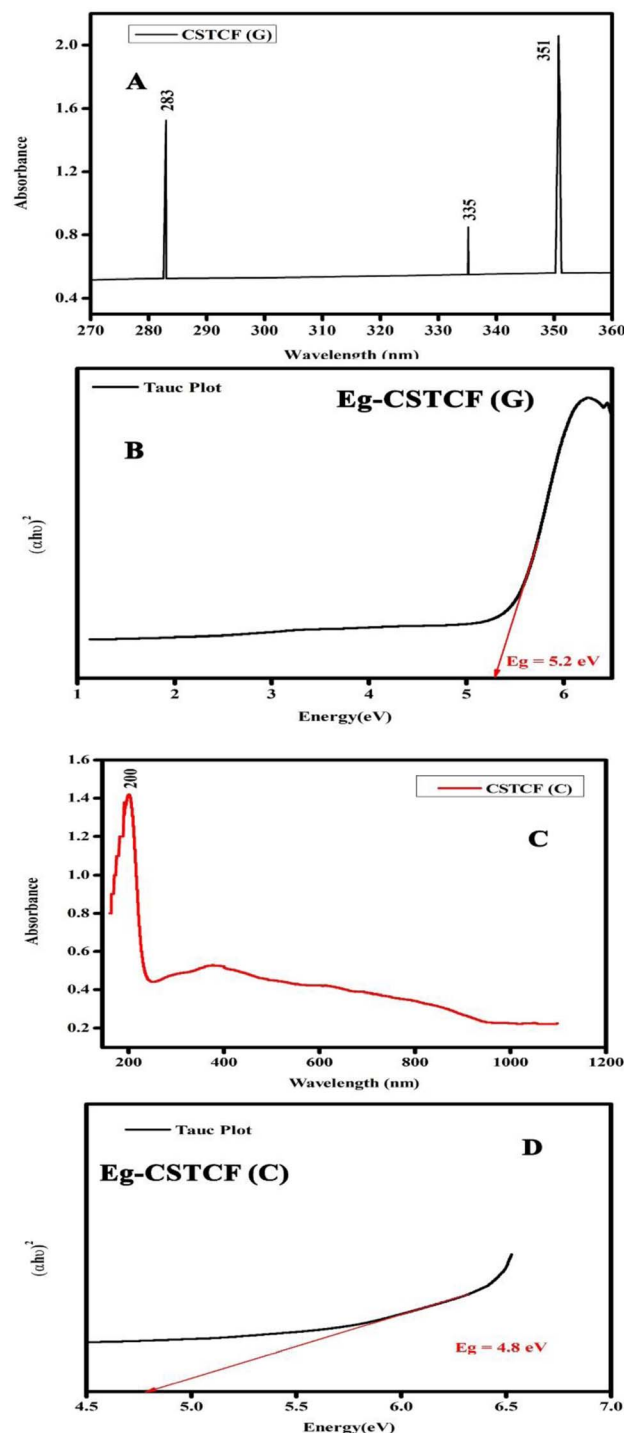 CSTCF (G)
A
283
335
351
Absorbance
2.0
1.6
1.2
0.8
0.4
270 280 290 300 310 320 330 340 350 360
Wavelength (nm)
Tauc Plot
Eg-CSTCF (G)
B
(αhυ)²
Eg = 5.2 eV
1 2 3 4 5 6
Energy(eV)
CSTCF (C)
C
200
Absorbance
1.6
1.4
1.2
1.0
0.8
0.6
0.4
0.2
200 400 600 800 1000 1200
Wavelength (nm)
Tauc Plot
D
Eg-CSTCF (C)
(αhυ)²
Eg = 4.8 eV
4.5 5.0 5.5 6.0 6.5 7.0
Energy(eV)